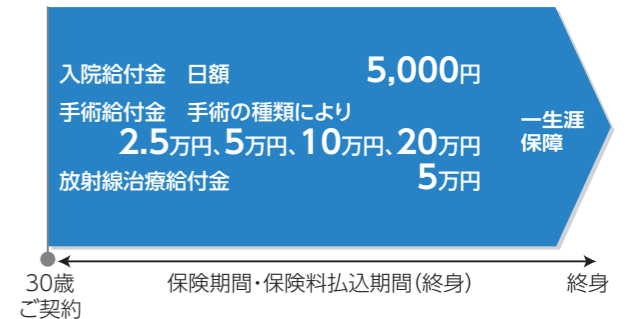 入院給付金 日額 5,000円
手術給付金 手術の種類により
2.5万円、5万円、10万円、20万円
放射線治療給付金 5万円
一生涯
保障
30歳
ご契約
保険期間・保険料払込期間(終身)
終身